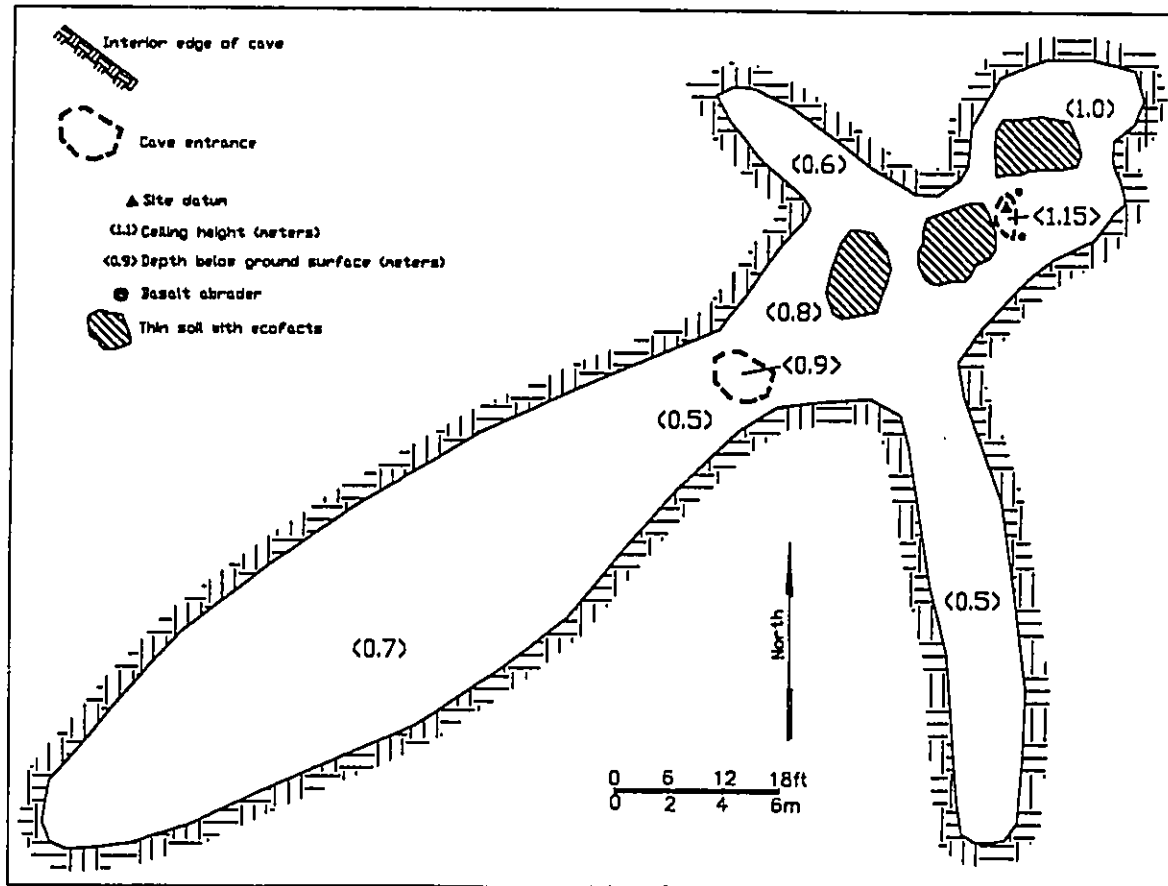 Interior edge of cave
Cave entrance
Site datum
(1.1) Ceiling height (meters)
<0.9> Depth below ground surface (meters)
Basalt abrader
Thin soil with ecofacts
(1.0)
(0.6)
<1.15>
(0.8)
<0.9>
(0.5)
(0.5)
(0.7)
North
0 6 12 18ft
0 2 4 6m